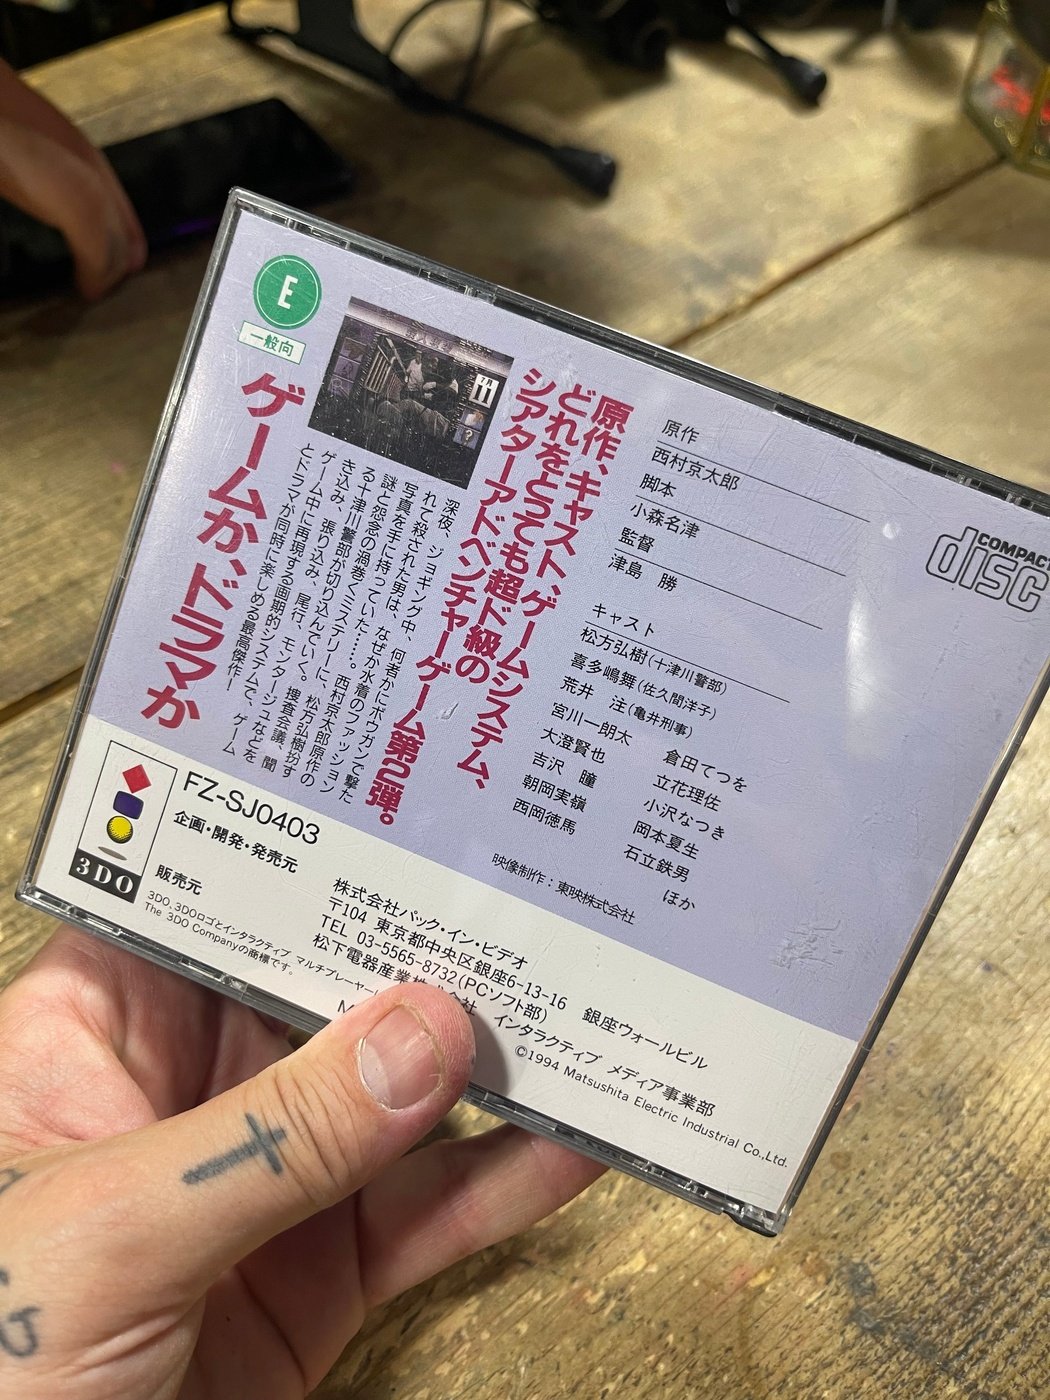 E
一般向
ゲームか、ドラマか
原作、キャスト、ゲームシステム、
どれをとっても超ド級の
シアターアドベンチャーゲーム第2弾。
深夜、ジョギング中、何者かにボウガンで撃た
れて殺された男は、なぜか水着のファッション
写真を手に持っていた……。西村京太郎原作の
謎と怨念の渦巻くミステリーに、松方弘樹扮す
る十津川警部が切り込んでいく。捜査会議、聞
き込み、張り込み、尾行、モンタージュなどを
ゲーム中に再現する画期的システムで、ゲーム
とドラマが同時に楽しめる最高傑作!
原作
西村京太郎
脚本
小森名津
監督
津島 勝
キャスト
松方弘樹(十津川警部)
喜多嶋舞(佐久間洋子)
荒井 注(亀井刑事)
宮川一朗太 倉田てつを
大澄賢也 立花理佐
吉沢 瞳 小沢なつき
朝岡実嶺 岡本夏生
西岡徳馬 石立鉄男
ほか
映像制作:東映株式会社
COMPACT
disc
3DO
FZ-SJ0403
企画・開発・発売元
株式会社パック・イン・ビデオ
〒104 東京都中央区銀座6-13-16 銀座ウォールビル
TEL 03-5565-8732(PCソフト部)
販売元
松下電器産業株式会社 インタラクティブ メディア事業部
©1994 Matsushita Electric Industrial Co.,Ltd.
3DO、3DOロゴとインタラクティブ マルチプレーヤー
The 3DO Companyの商標です。